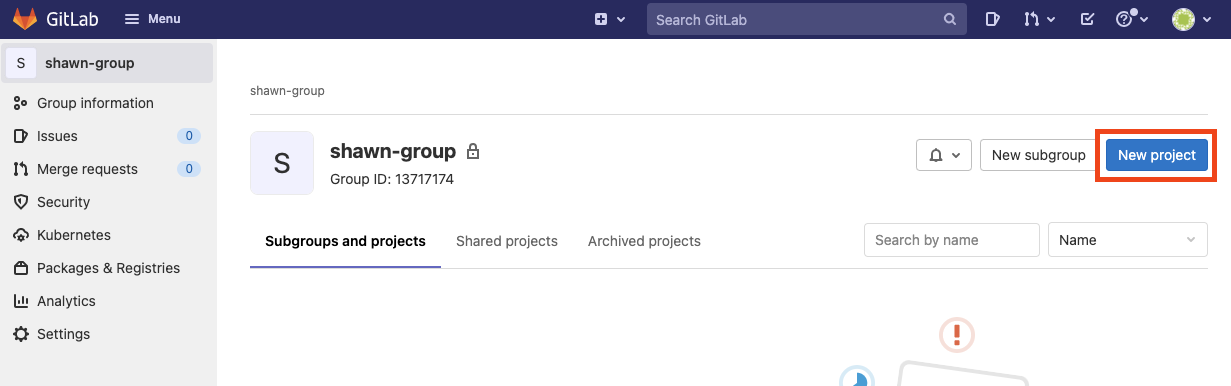 GitLab Menu Search GitLab
S shawn-group
Group information
Issues 0
Merge requests 0
Security
Kubernetes
Packages & Registries
Analytics
Settings
shawn-group
S
shawn-group
Group ID: 13717174
New subgroup
New project
Subgroups and projects Shared projects Archived projects
Search by name
Name